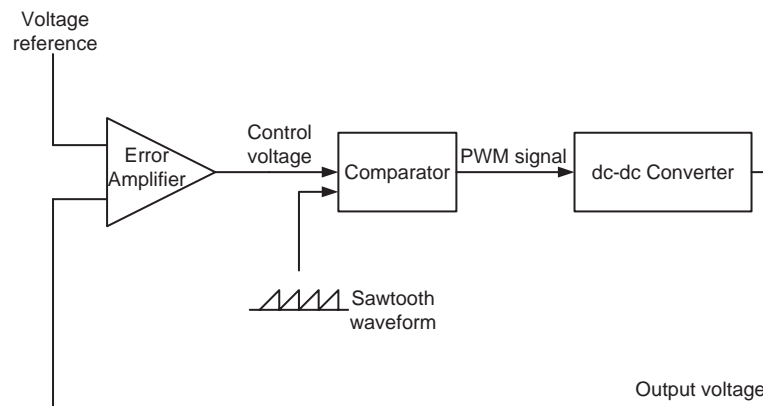 Voltage
reference
Error
Amplifier
Control
voltage
Comparator
PWM signal
dc-dc Converter
Sawtooth
waveform
Output voltage